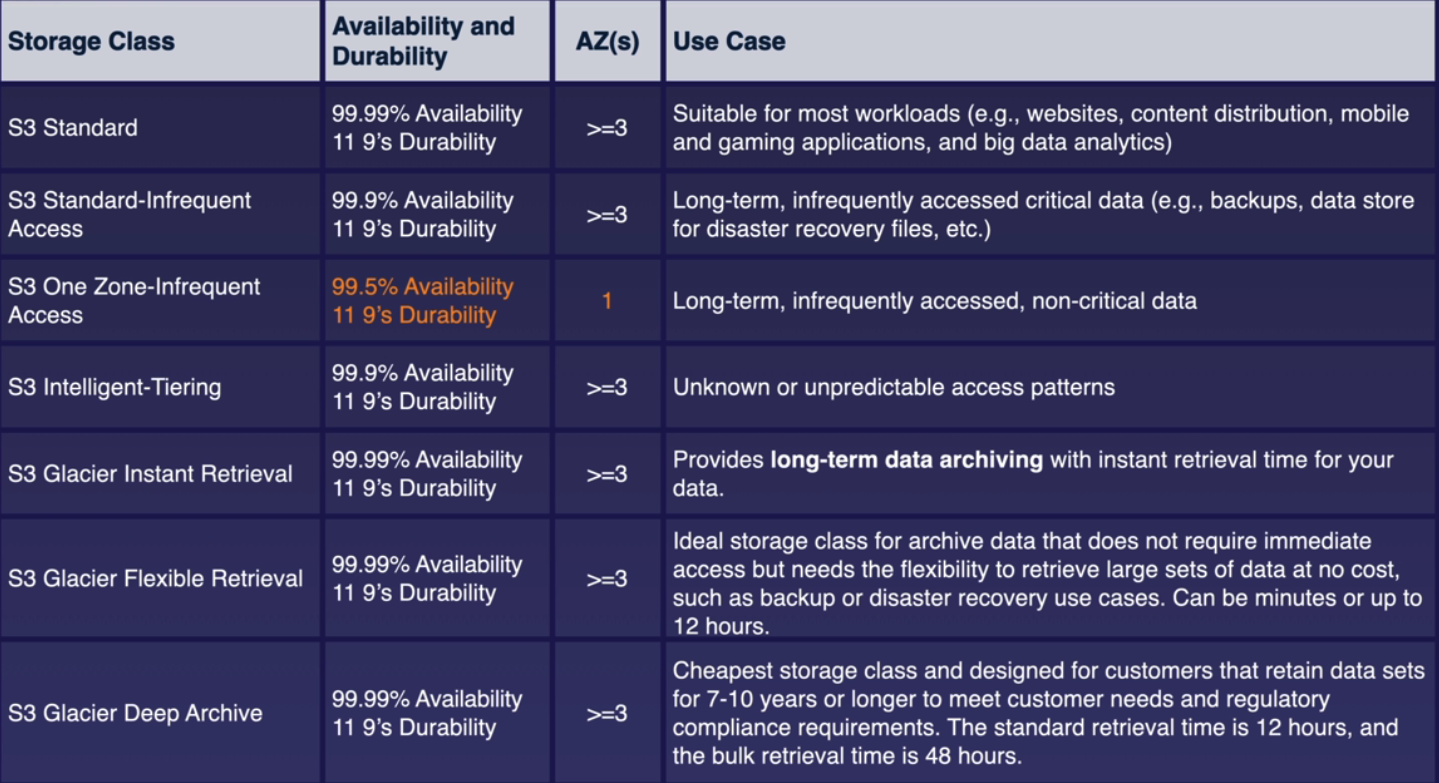 Storage Class
Availability and
Durability
AZ(s)
Use Case
S3 Standard
99.99% Availability
11 9’s Durability
>=3
Suitable for most workloads (e.g., websites, content distribution, mobile
and gaming applications, and big data analytics)
S3 Standard-Infrequent
Access
99.9% Availability
11 9’s Durability
>=3
Long-term, infrequently accessed critical data (e.g., backups, data store
for disaster recovery files, etc.)
S3 One Zone-Infrequent
Access
99.5% Availability
11 9’s Durability
1
Long-term, infrequently accessed, non-critical data
S3 Intelligent-Tiering
99.9% Availability
11 9’s Durability
>=3
Unknown or unpredictable access patterns
S3 Glacier Instant Retrieval
99.99% Availability
11 9’s Durability
>=3
Provides long-term data archiving with instant retrieval time for your
data.
S3 Glacier Flexible Retrieval
99.99% Availability
11 9’s Durability
>=3
Ideal storage class for archive data that does not require immediate
access but needs the flexibility to retrieve large sets of data at no cost,
such as backup or disaster recovery use cases. Can be minutes or up to
12 hours.
S3 Glacier Deep Archive
99.99% Availability
11 9’s Durability
>=3
Cheapest storage class and designed for customers that retain data sets
for 7-10 years or longer to meet customer needs and regulatory
compliance requirements. The standard retrieval time is 12 hours, and
the bulk retrieval time is 48 hours.